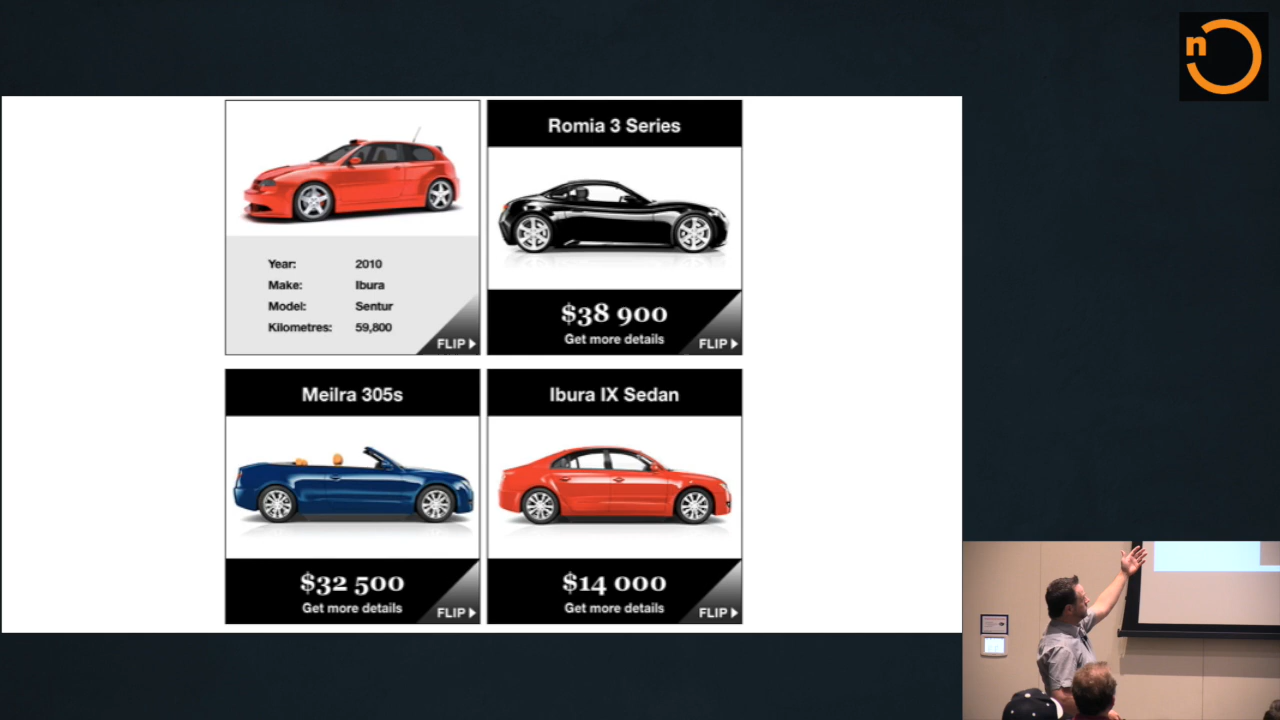 n
Romia 3 Series
Year: 2010
Make: Ibura
Model: Sentur
Kilometres: 59,800
FLIP
$38 900
Get more details
FLIP
Meilra 305s
Ibura IX Sedan
$32 500
Get more details
FLIP
$14 000
Get more details
FLIP